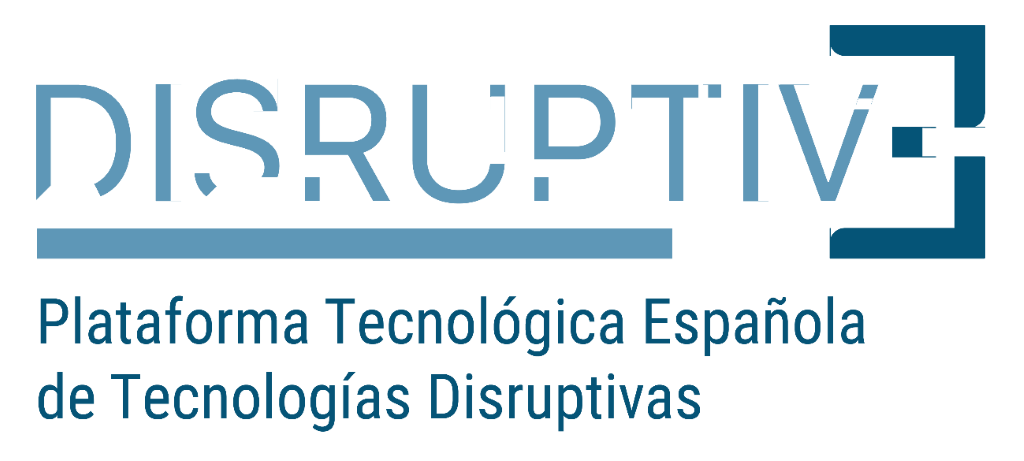 DISRUPTIVE
Plataforma Tecnológica Española
de Tecnologías Disruptivas